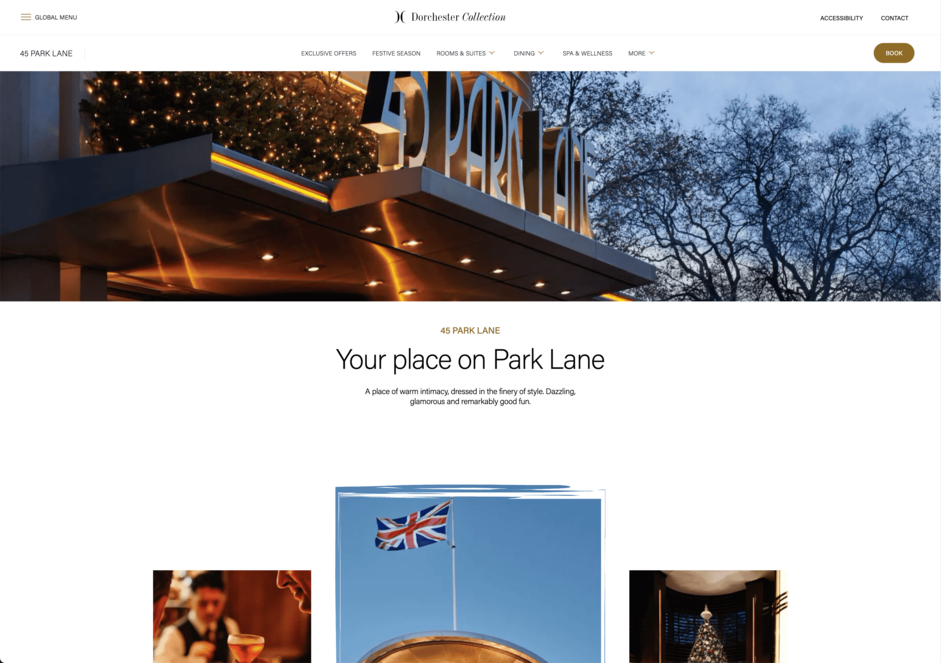 GLOBAL MENU
Dorchester Collection
ACCESSIBILITY
CONTACT
45 PARK LANE
EXCLUSIVE OFFERS
FESTIVE SEASON
ROOMS & SUITES
DINING
SPA & WELLNESS
MORE
BOOK
45 PARK LANE
45 PARK LANE
Your place on Park Lane
A place of warm intimacy, dressed in the finery of style. Dazzling,
glamorous and remarkably good fun.